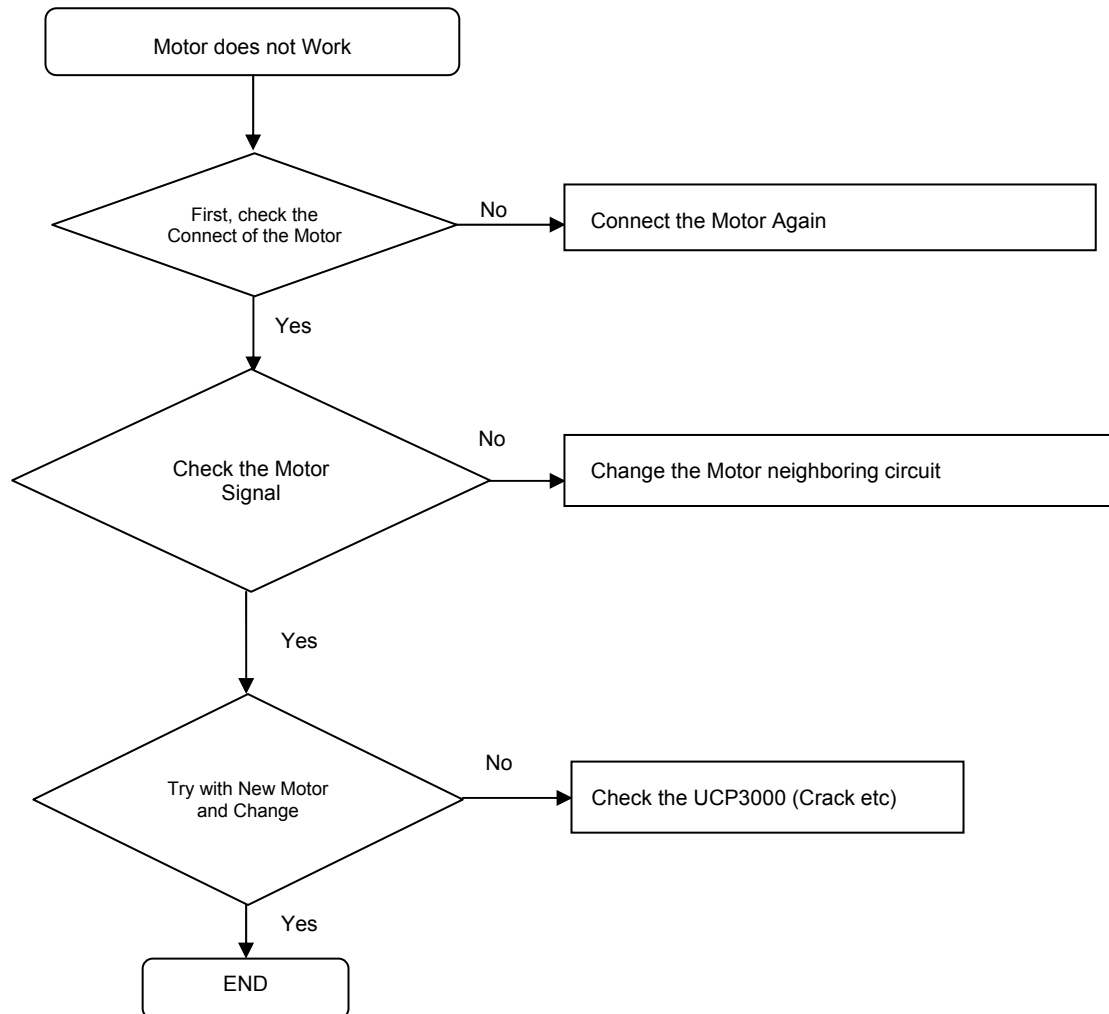 Motor does not Work
First, check the
Connect of the Motor
No
Connect the Motor Again
Yes
Check the Motor
Signal
No
Change the Motor neighboring circuit
Yes
Try with New Motor
and Change
No
Check the UCP3000 (Crack etc)
Yes
END